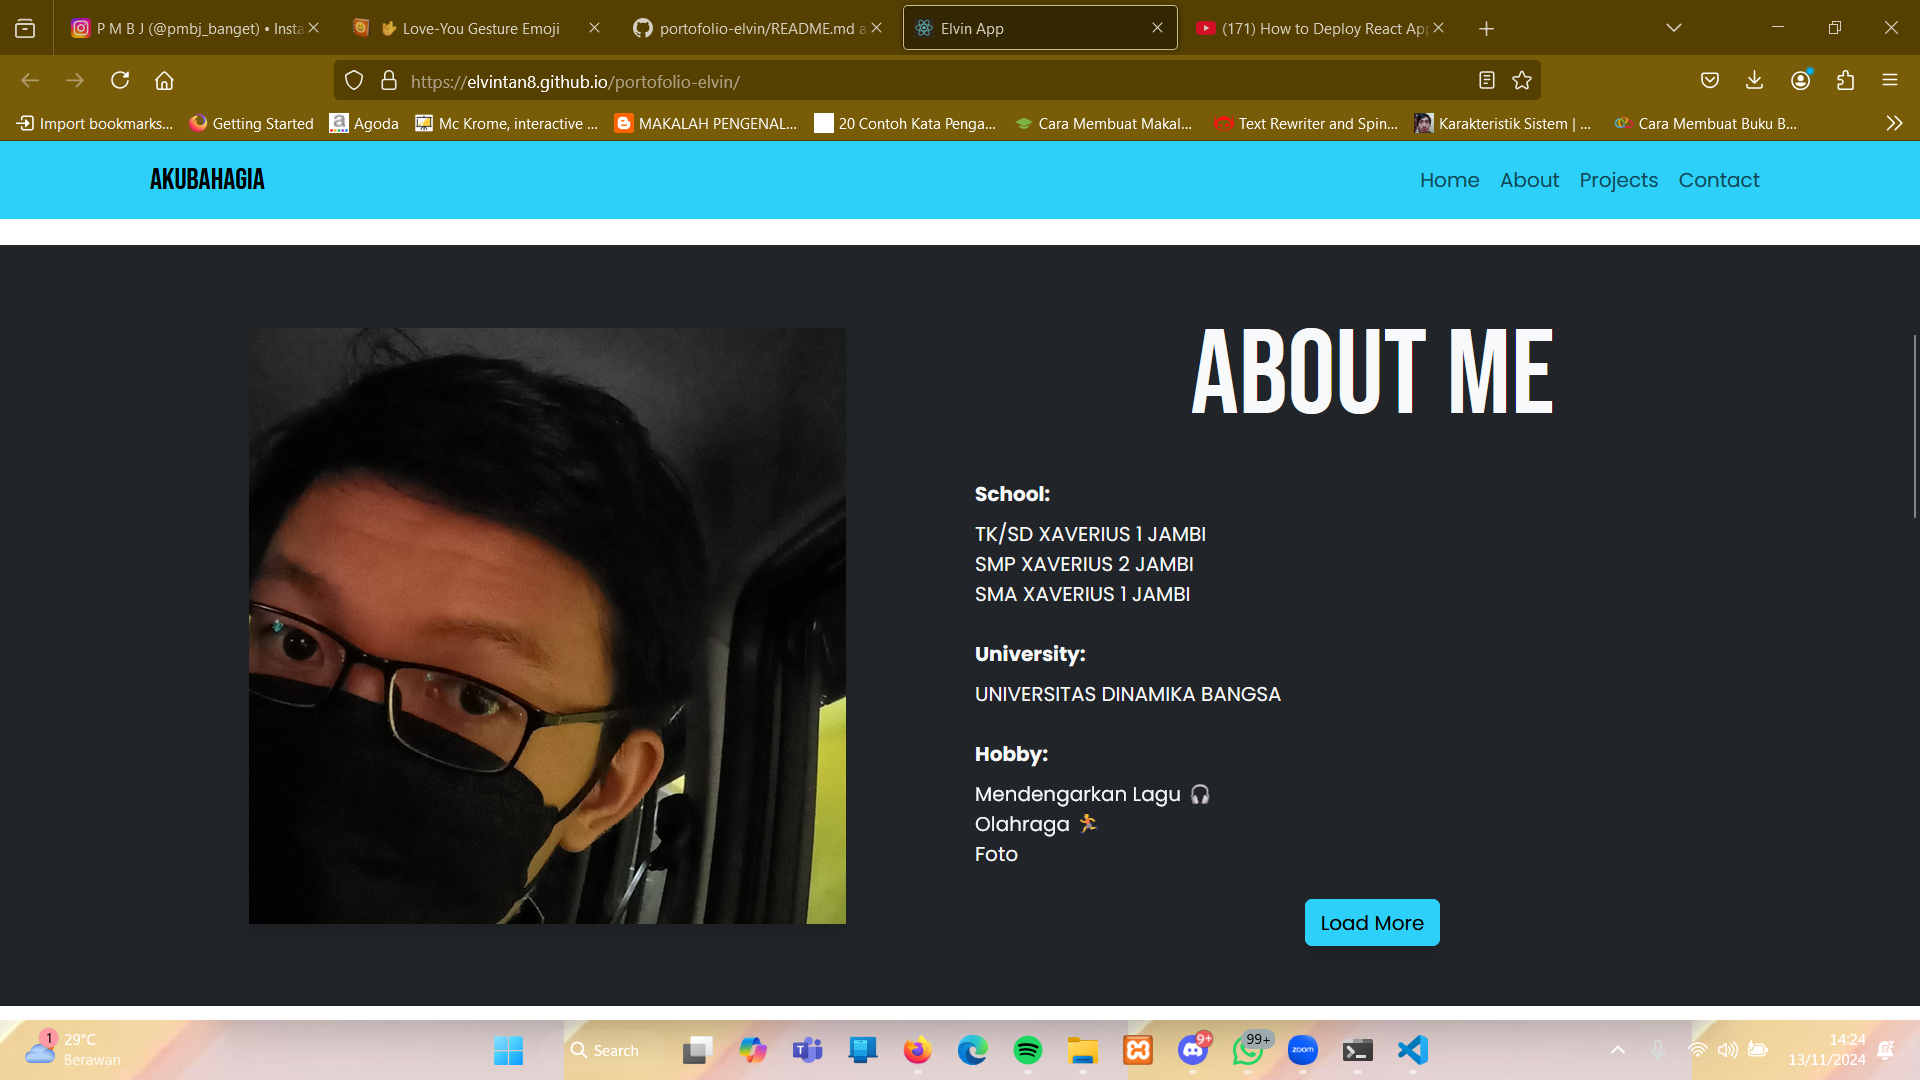 P M B J (@pmbj_banget) • Insta
Love-You Gesture Emoji
portofolio-elvin/README.md a
Elvin App
(171) How to Deploy React App
https://elvintan8.github.io/portofolio-elvin/
Import bookmarks...
Getting Started
Agoda
Mc Krome, interactive ...
MAKALAH PENGENAL...
20 Contoh Kata Penga...
Cara Membuat Makal...
Text Rewriter and Spin...
Karakteristik Sistem | ...
Cara Membuat Buku B...
AKUBAHAGIA
Home
About
Projects
Contact
ABOUT ME
School:
TK/SD XAVERIUS 1 JAMBI
SMP XAVERIUS 2 JAMBI
SMA XAVERIUS 1 JAMBI
University:
UNIVERSITAS DINAMIKA BANGSA
Hobby:
Mendengarkan Lagu 🎧
Olahraga 🏃
Foto
Load More
1
29°C
Berawan
Search
9+
99+
zoom
14:24
13/11/2024